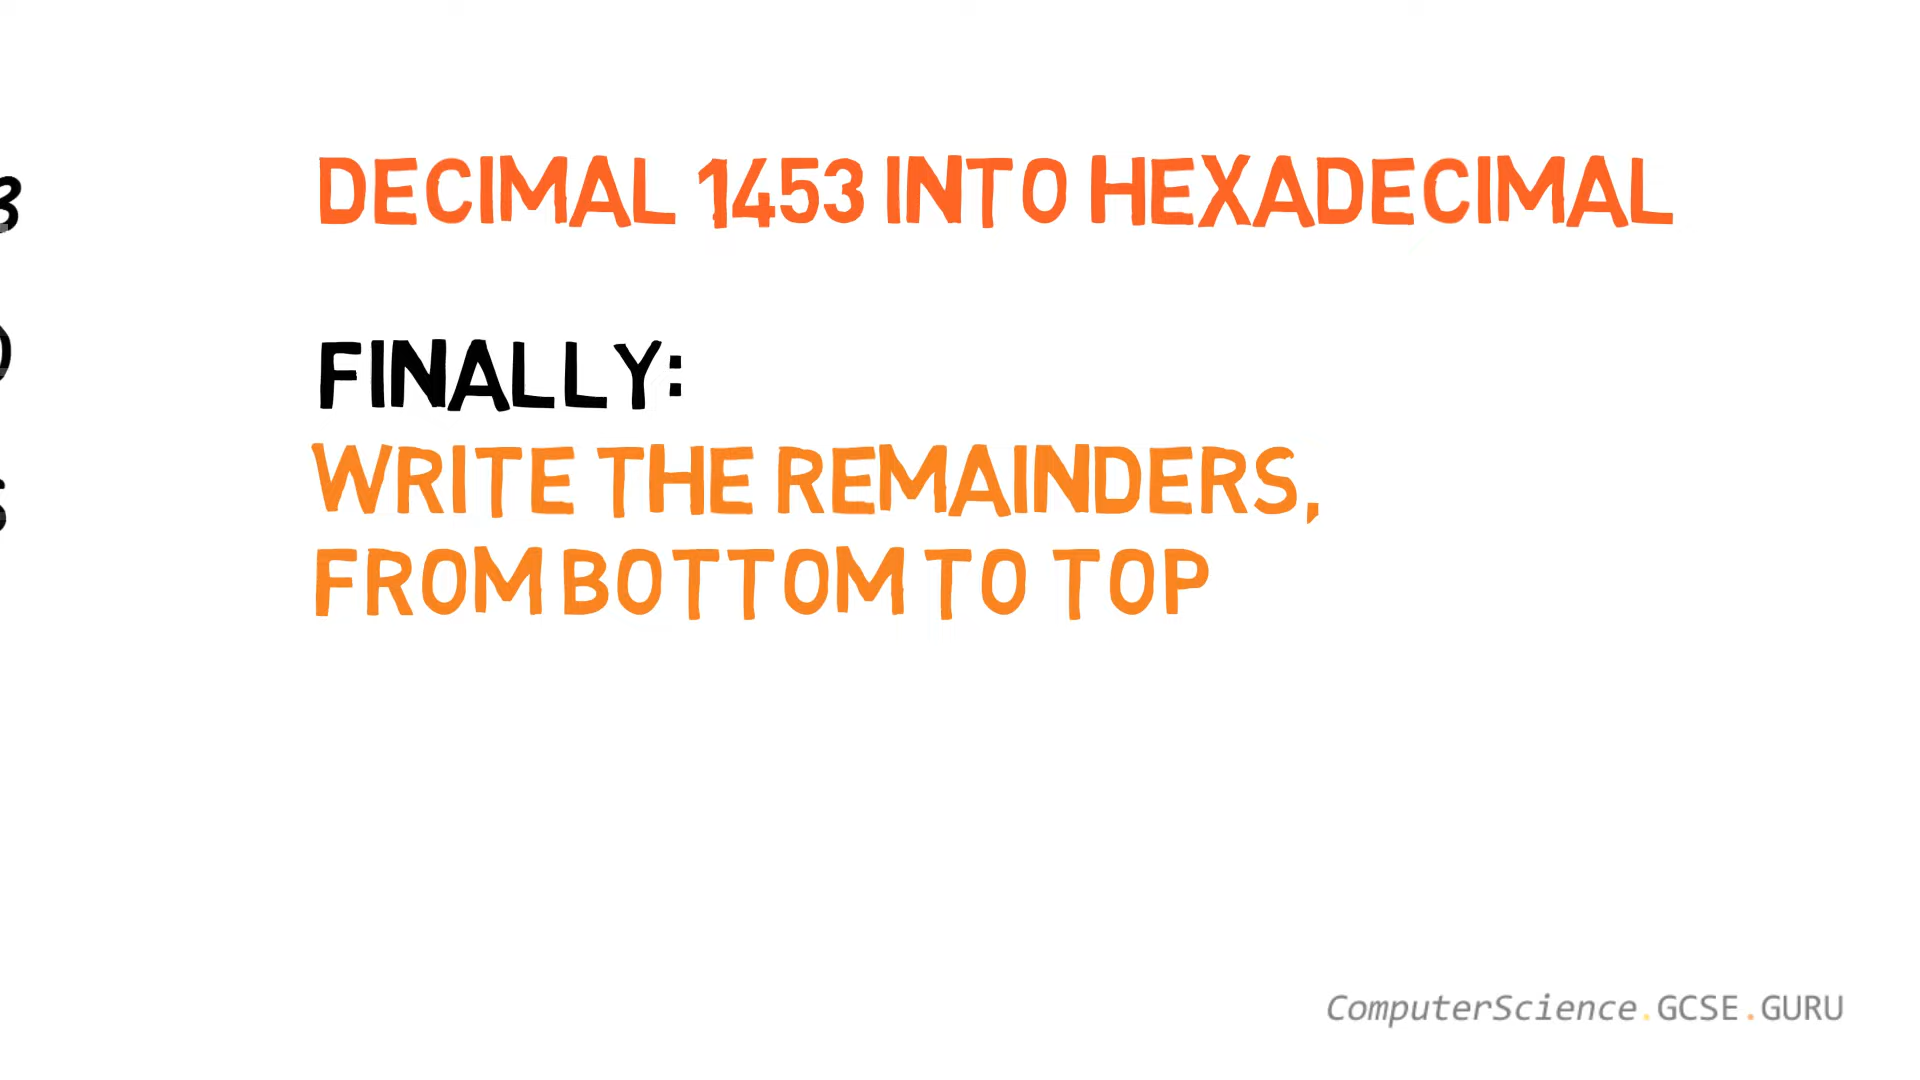 DECIMAL 1453 INTO HEXADECIMAL
FINALLY:
WRITE THE REMAINDERS,
FROM BOTTOM TO TOP
ComputerScience.GCSE.GURU